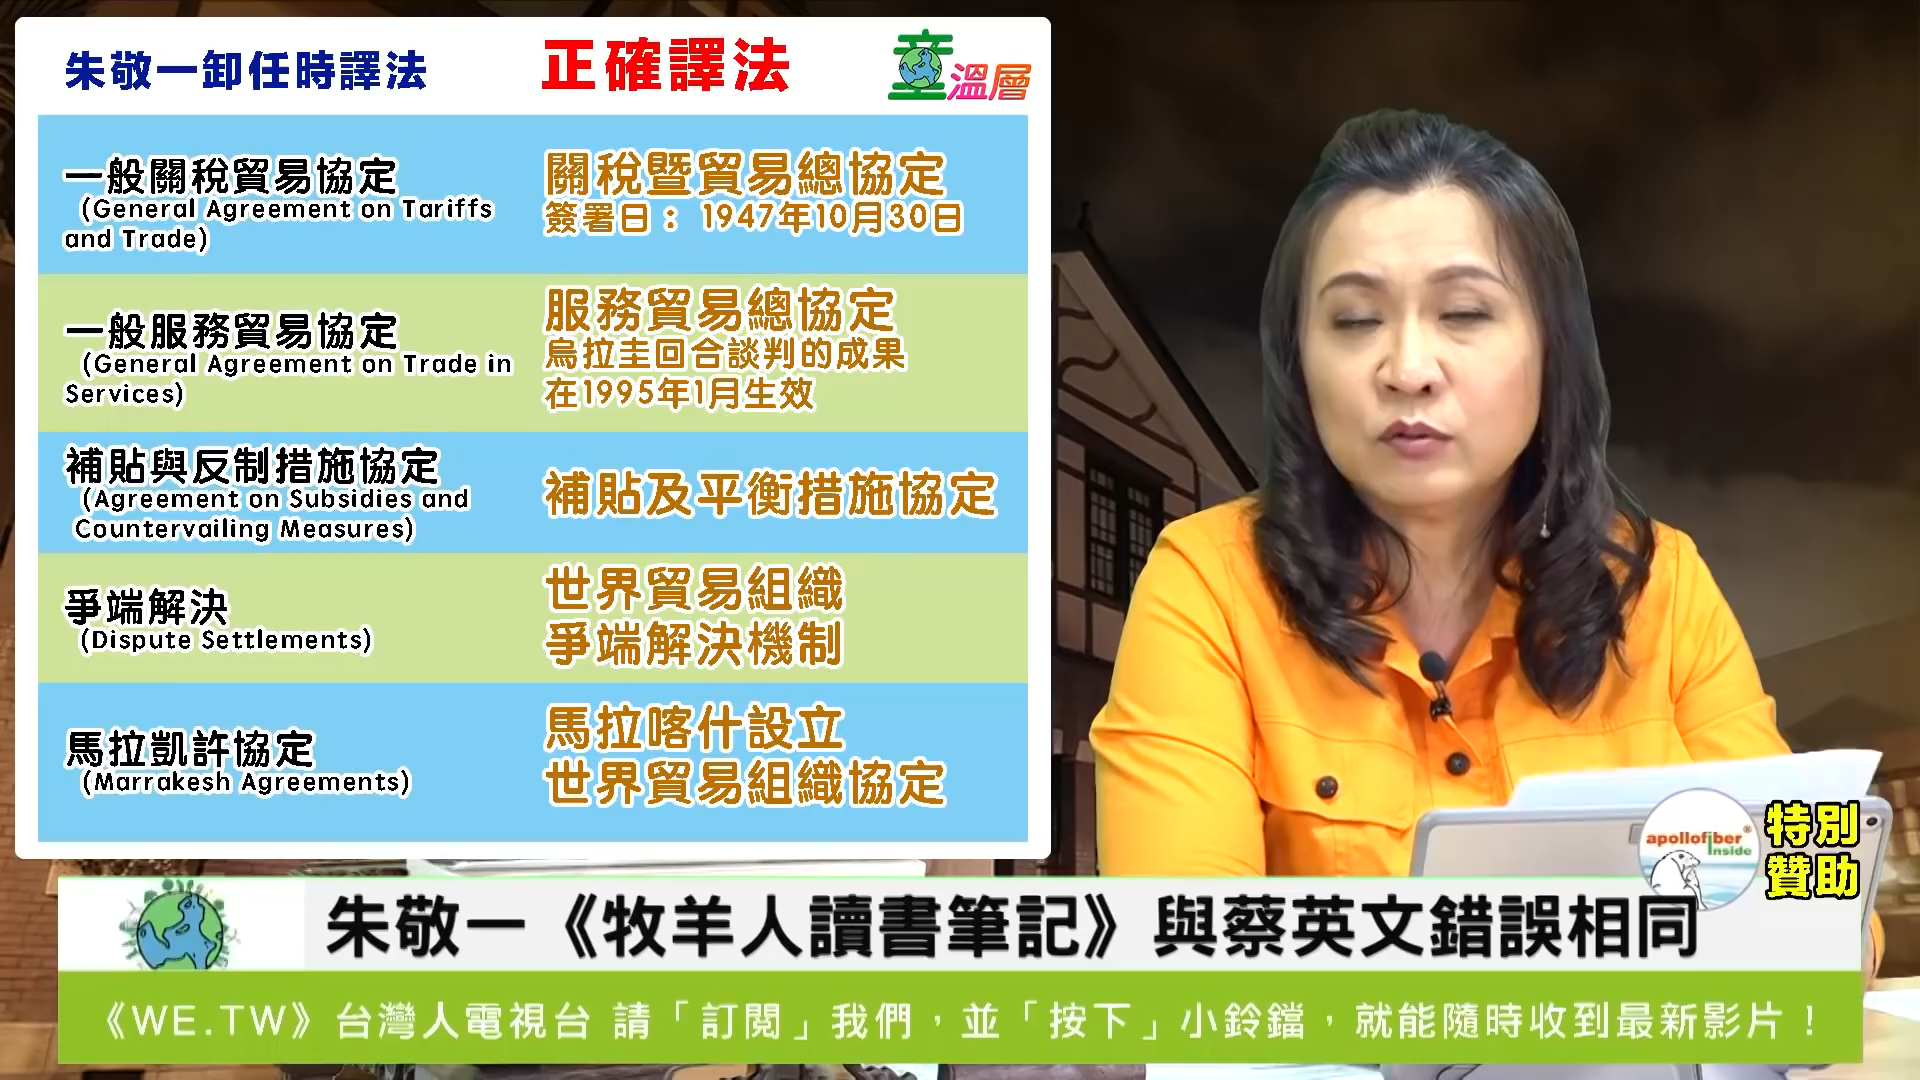 朱敬一卸任時譯法
正確譯法
童溫層
一般關稅貿易協定
(General Agreement on Tariffs
and Trade)
關稅暨貿易總協定
簽署日：1947年10月30日
一般服務貿易協定
(General Agreement on Trade in
Services)
服務貿易總協定
烏拉圭回合談判的成果
在1995年1月生效
補貼與反制措施協定
(Agreement on Subsidies and
Countervailing Measures)
補貼及平衡措施協定
爭端解決
(Dispute Settlements)
世界貿易組織
爭端解決機制
馬拉凱許協定
(Marrakesh Agreements)
馬拉喀什設立
世界貿易組織協定
apollofiber®
inside
特別
贊助
朱敬一《牧羊人讀書筆記》與蔡英文錯誤相同
《WE.TW》台灣人電視台 請「訂閱」我們，並「按下」小鈴鐺，就能隨時收到最新影片！